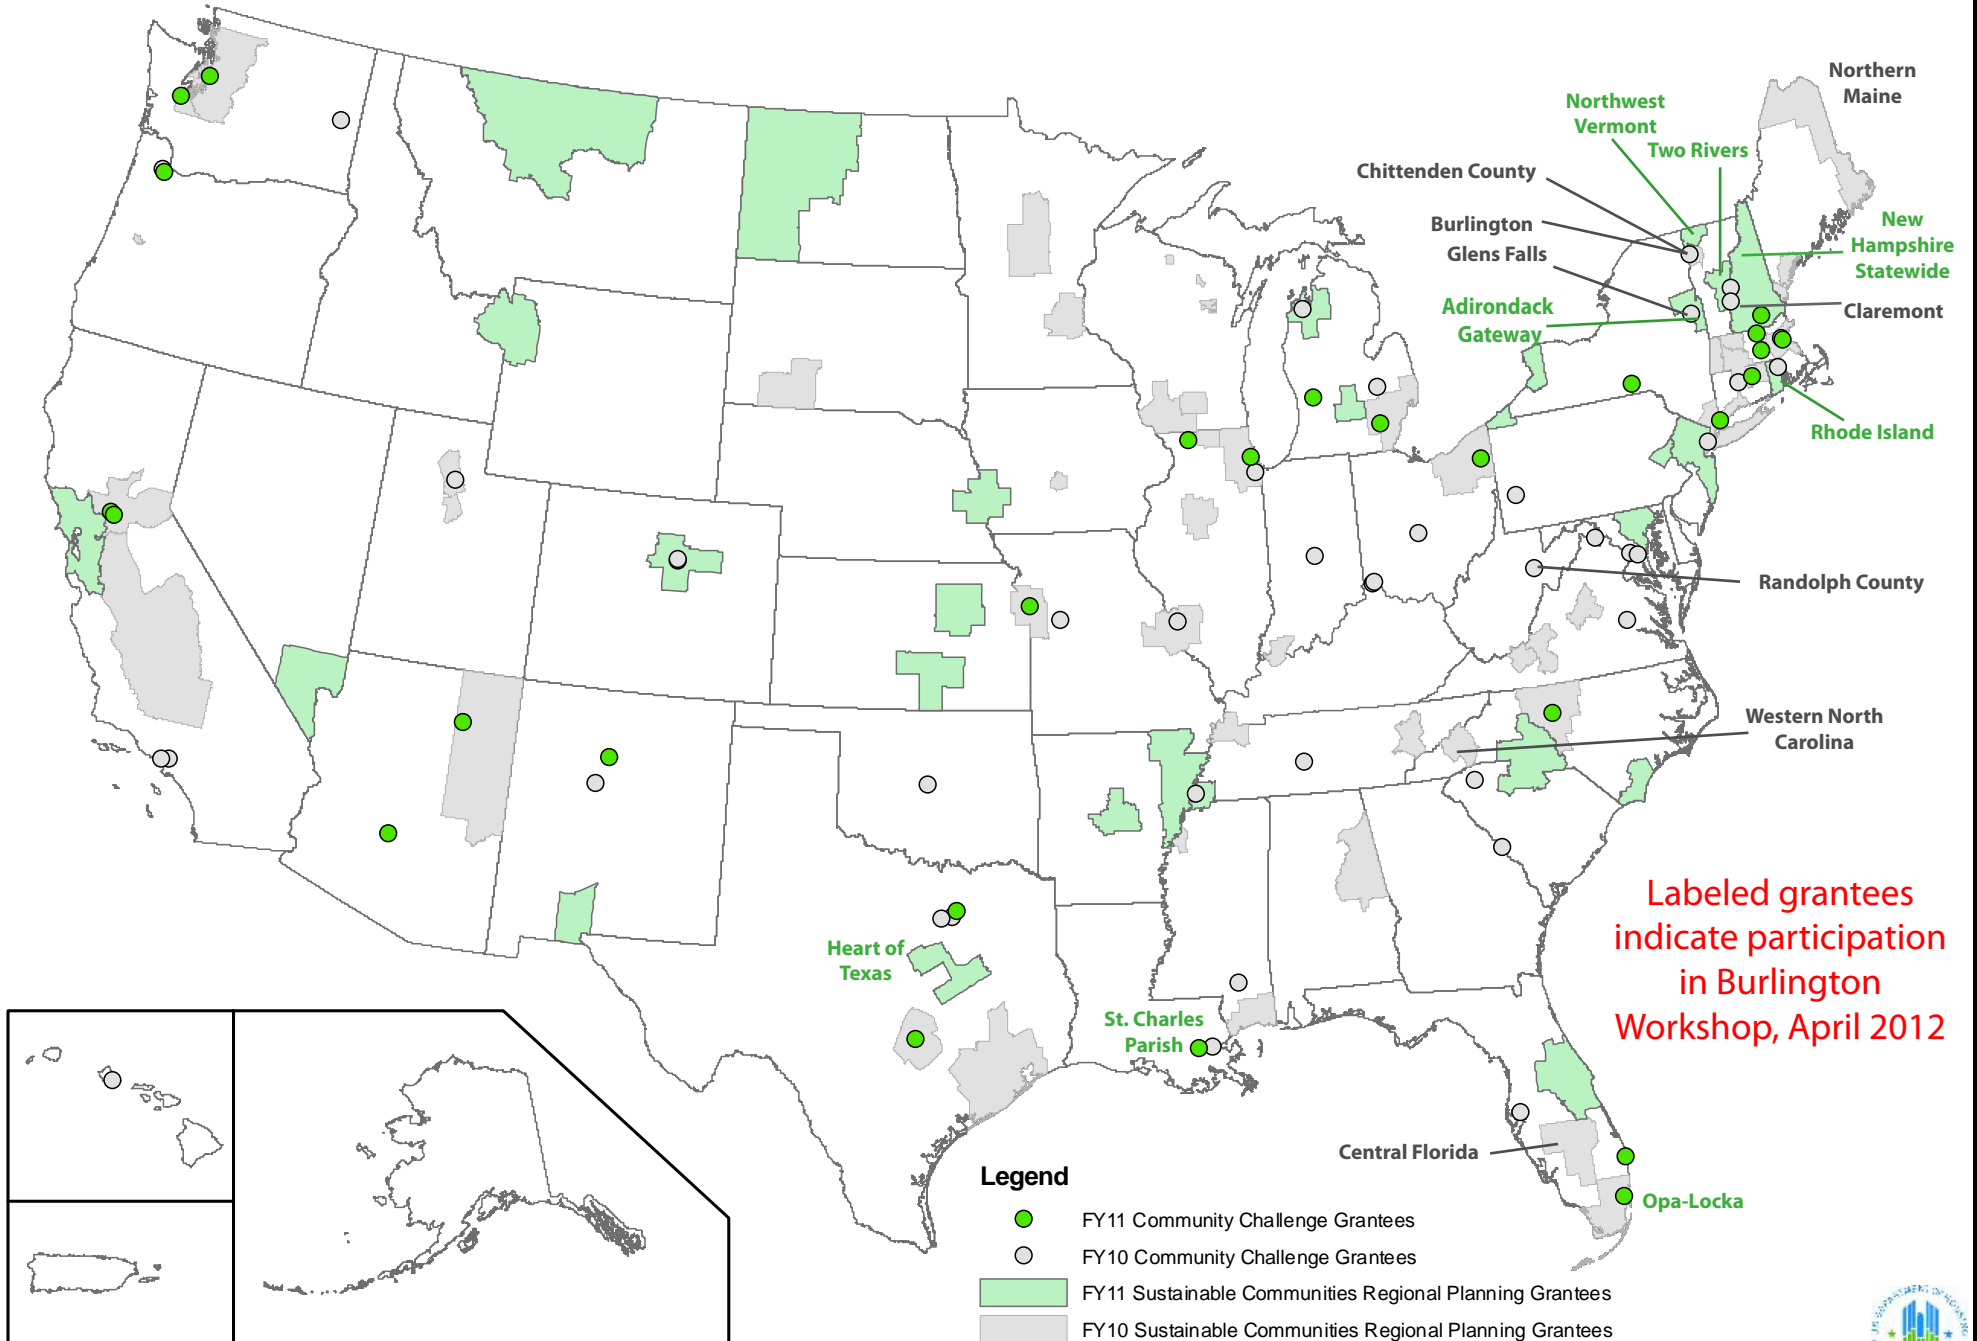 Northern
Maine
Northwest
Vermont
Two Rivers
Chittenden County
Burlington
Glens Falls
New
Hampshire
Statewide
Adirondack
Gateway
Claremont
Rhode Island
Randolph County
Western North
Carolina
Labeled grantees
indicate participation
in Burlington
Workshop, April 2012
Heart of
Texas
St. Charles
Parish
Central Florida
Opa-Locka
Legend
FY11 Community Challenge Grantees
FY10 Community Challenge Grantees
FY11 Sustainable Communities Regional Planning Grantees
FY10 Sustainable Communities Regional Planning Grantees